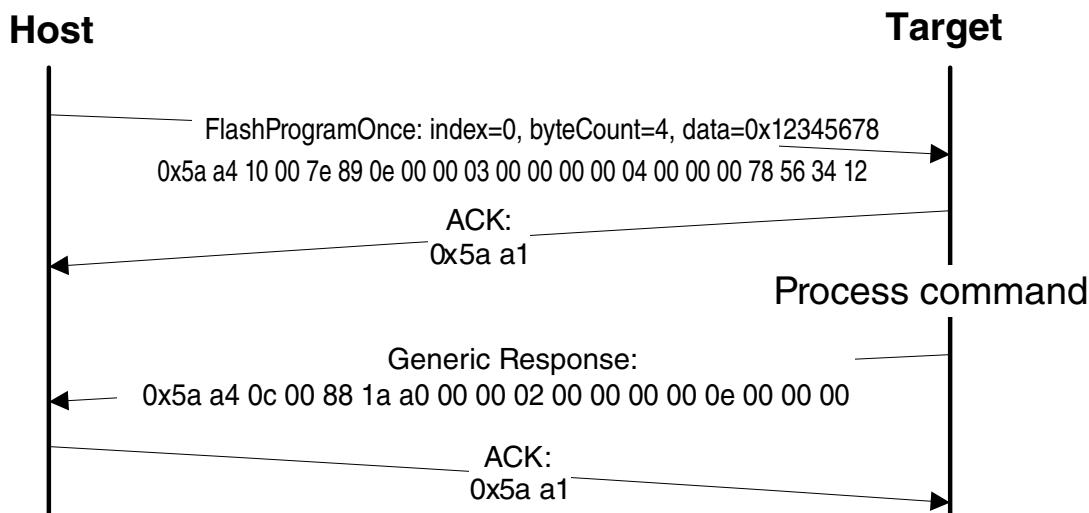 Host
Target
FlashProgramOnce: index=0, byteCount=4, data=0x12345678
0x5a a4 10 00 7e 89 0e 00 00 03 00 00 00 00 04 00 00 00 78 56 34 12
ACK:
0x5a a1
Process command
Generic Response:
0x5a a4 0c 00 88 1a a0 00 00 02 00 00 00 00 0e 00 00 00
ACK:
0x5a a1